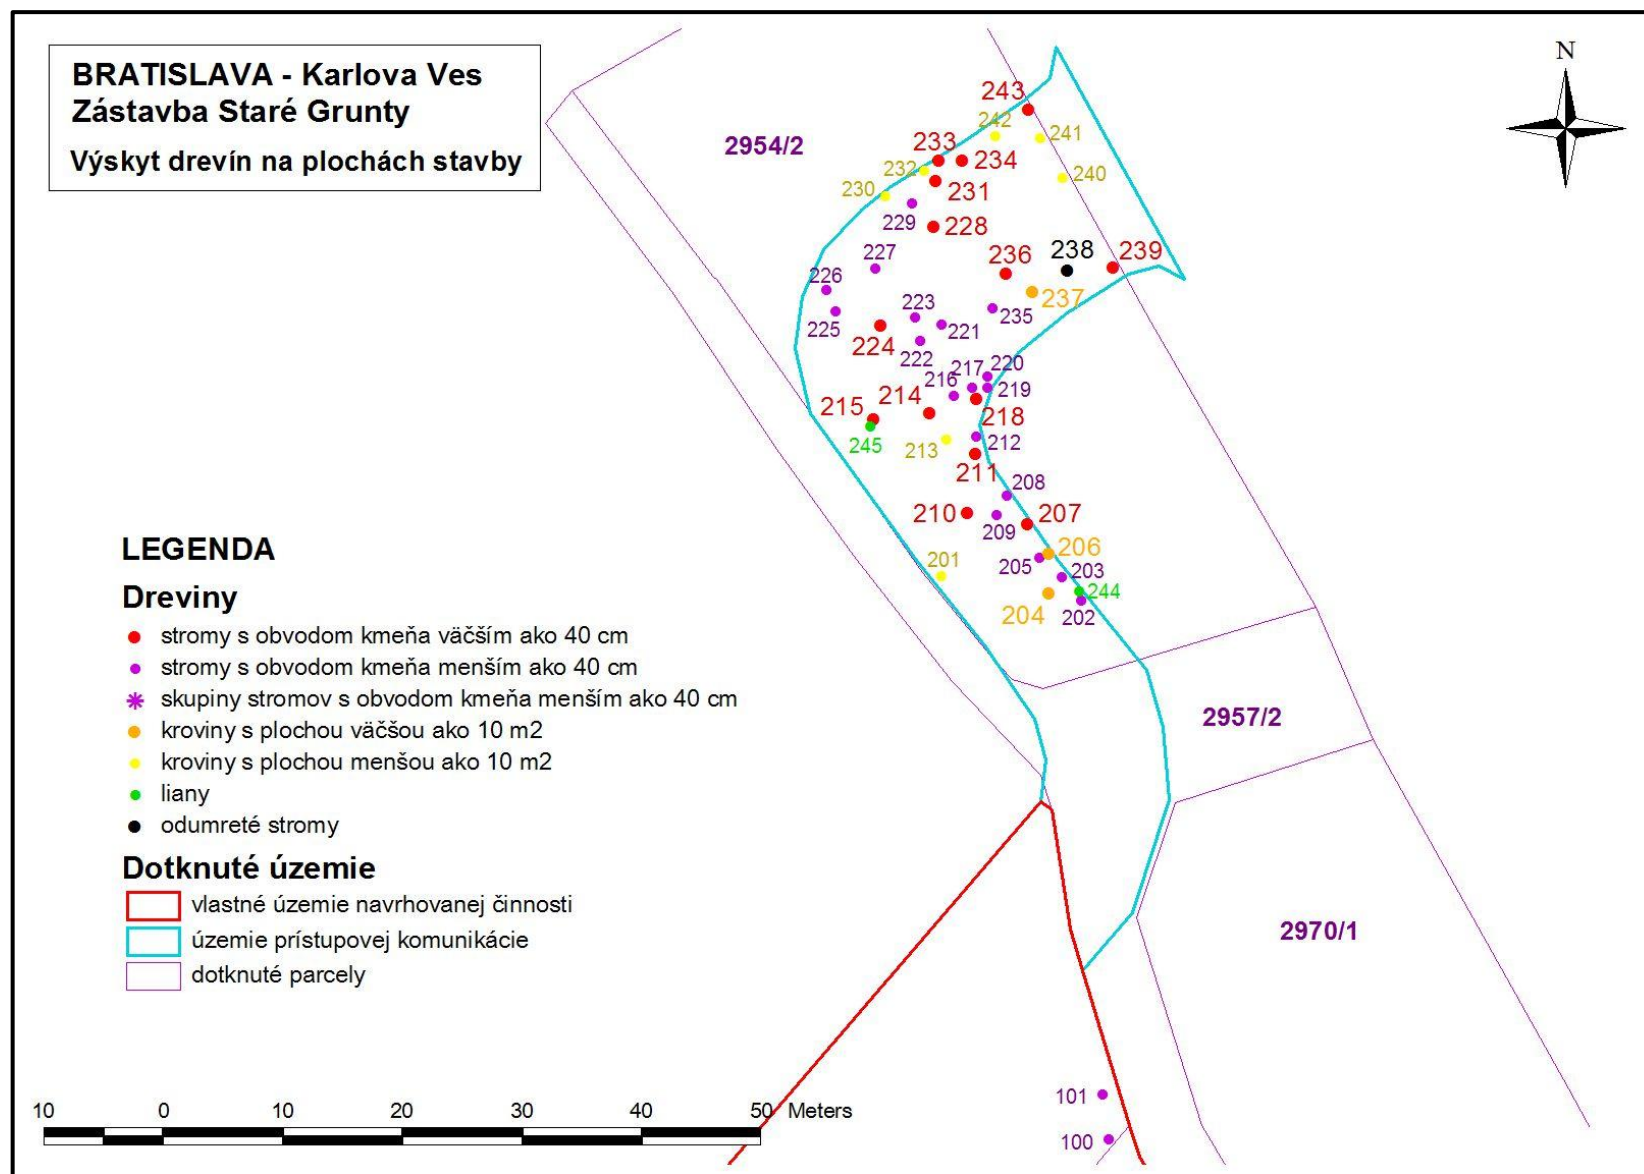 BRATISLAVA - Karlova Ves
Zástavba Staré Grunty
Výskyt drevín na plochách stavby
N
243
242
241
2954/2
233
234
232
240
231
230
229
228
227
236
238
239
226
237
223
235
225
221
224
222
217
220
216
219
214
215
218
245
213
212
211
208
210
207
209
206
201
205
203
244
204
202
LEGENDA
Dreviny
stromy s obvodom kmeňa väčším ako 40 cm
stromy s obvodom kmeňa menším ako 40 cm
skupiny stromov s obvodom kmeňa menším ako 40 cm
kroviny s plochou väčšou ako 10 m2
kroviny s plochou menšou ako 10 m2
liany
odumreté stromy
Dotknuté územie
vlastné územie navrhovanej činnosti
územie prístupovej komunikácie
dotknuté parcely
2957/2
2970/1
101
100
10 0 10 20 30 40 50 Meters